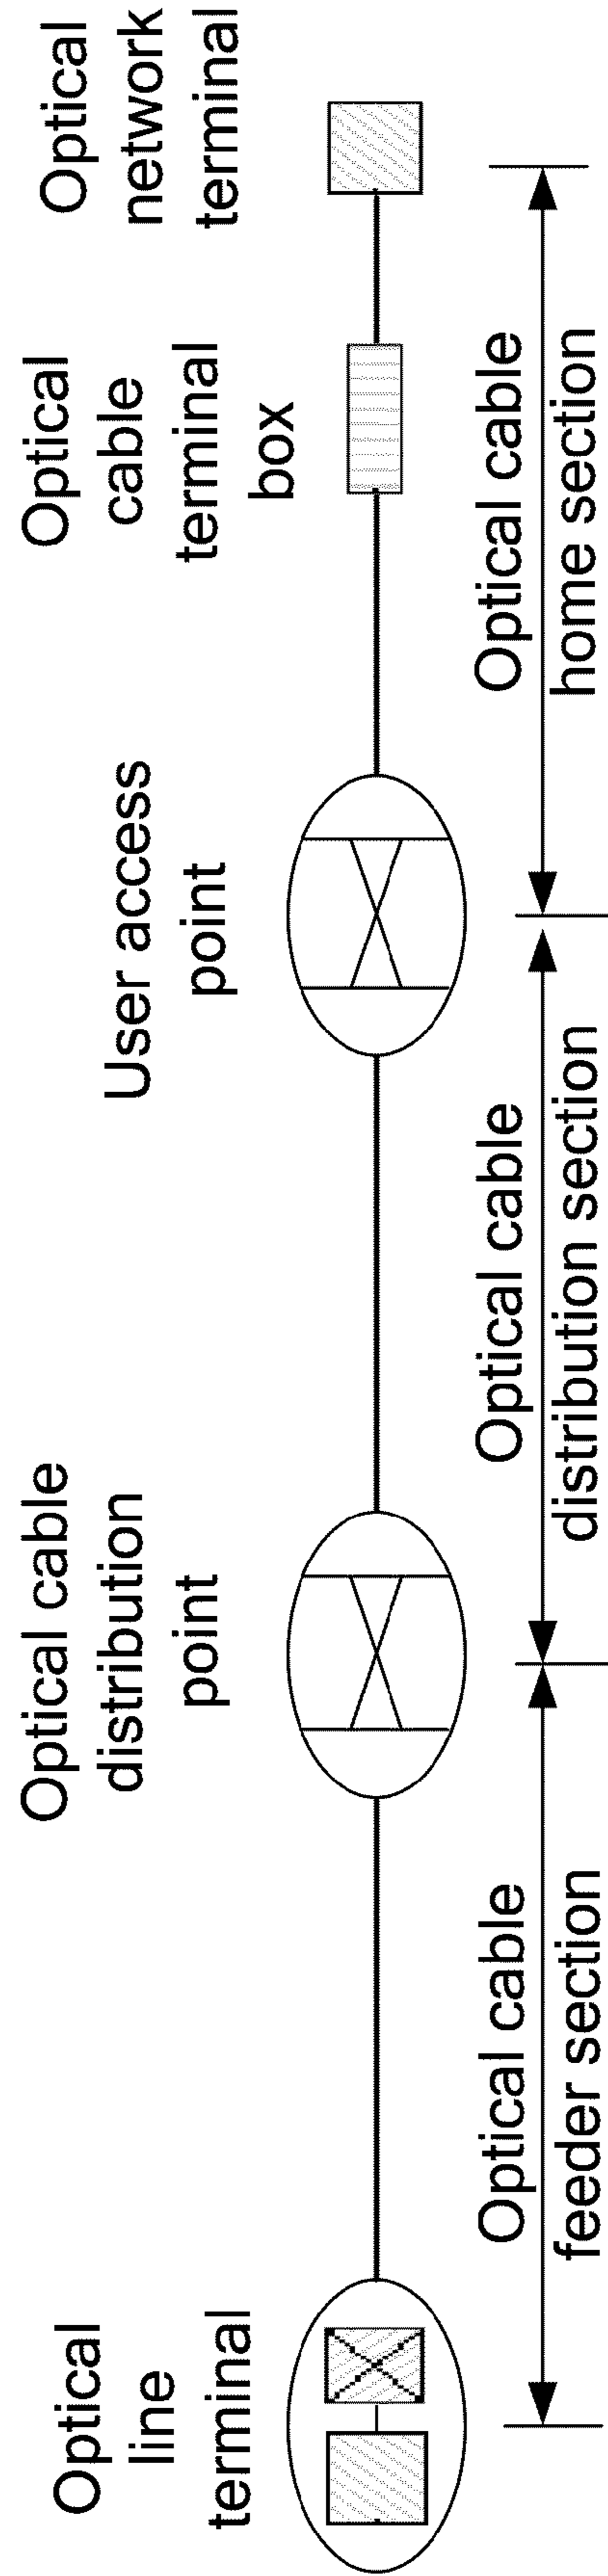 Optical
line
terminal
Optical cable
distribution
point
User access
point
Optical
cable
terminal
box
Optical
network
terminal
Optical cable
feeder section
Optical cable
distribution section
Optical cable
home section